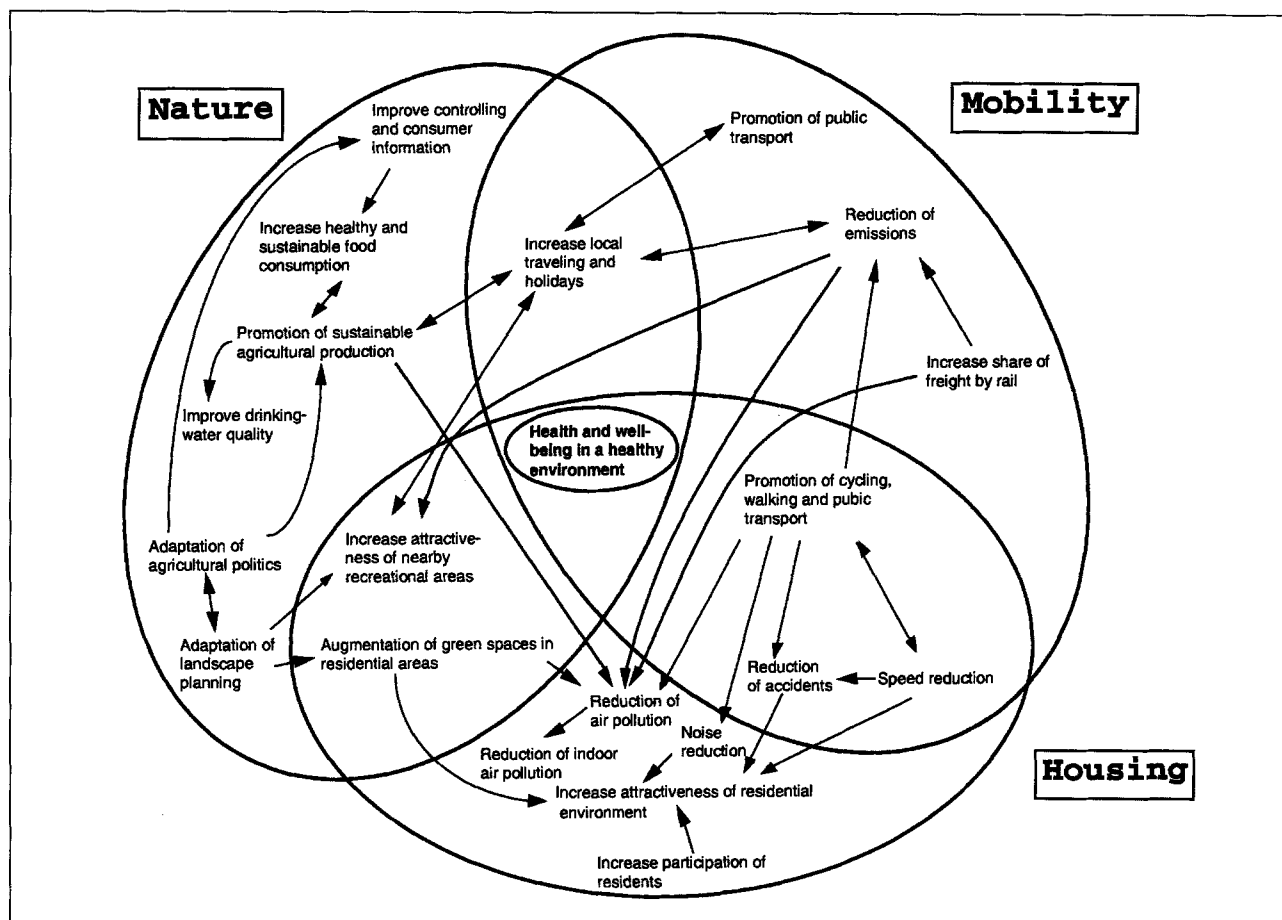 Nature
Mobility
Improve controlling
and consumer
information
Promotion of public
transport
Increase healthy and
sustainable food
consumption
Increase local
traveling and
holidays
Reduction of
emissions
Promotion of sustainable
agricultural production
Increase share of
freight by rail
Improve drinking-
water quality
Health and well-
being in a healthy
environment
Promotion of cycling,
walking and pubic
transport
Adaptation of
agricultural politics
Increase attractive-
ness of nearby
recreational areas
Adaptation of
landscape
planning
Augmentation of green spaces in
residential areas
Reduction
of accidents
Speed reduction
Reduction of
air pollution
Noise
reduction
Reduction of indoor
air pollution
Housing
Increase attractiveness of residential
environment
Increase participation of
residents